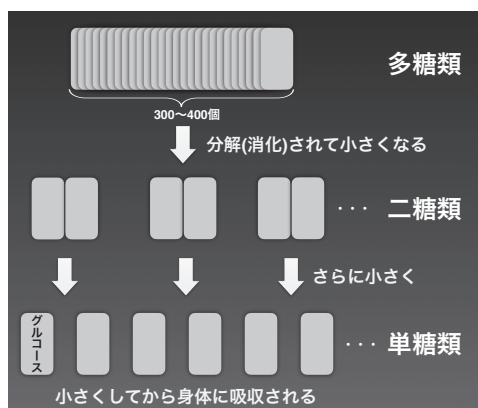 多糖類
300〜400個
分解(消化)されて小さくなる
··· 二糖類
さらに小さく
グルコース
··· 単糖類
小さくしてから身体に吸収される